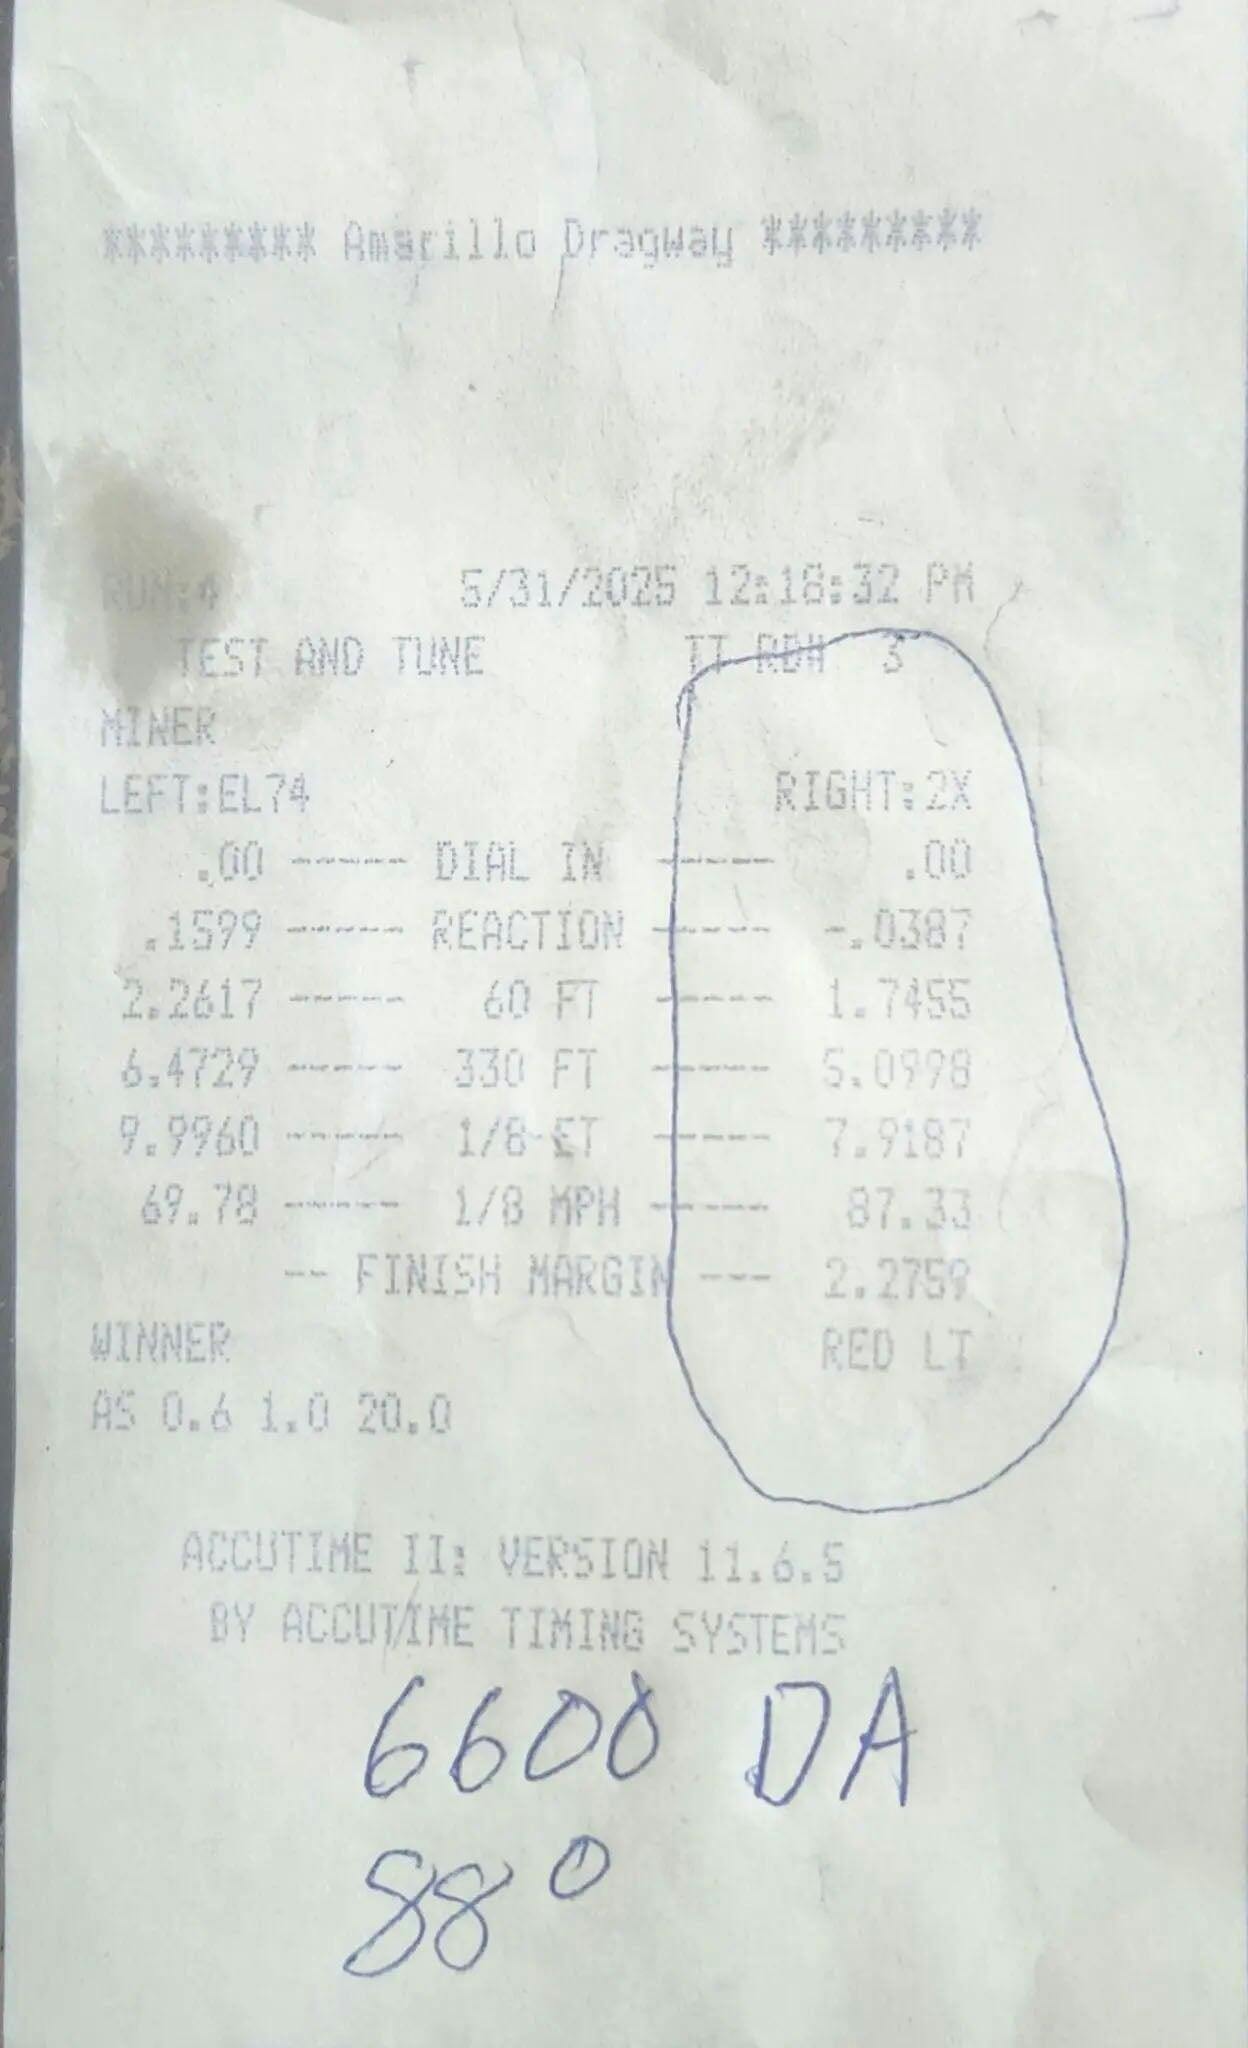 ********* Amarillo Dragway *********
RUN:4 5/31/2025 12:18:32 PM
TEST AND TUNE TT RD# 3
MINER
LEFT:EL74 RIGHT:2X
.00 ----- DIAL IN ----- .00
.1599 ----- REACTION ----- -.0387
2.2617 ----- 60 FT ----- 1.7455
6.4729 ----- 330 FT ----- 5.0998
9.9960 ----- 1/8 ET ----- 7.9187
69.78 ----- 1/8 MPH ----- 87.33
-- FINISH MARGIN --- 2.2759
WINNER RED LT
AS 0.6 1.0 20.0
ACCUTIME II: VERSION 11.6.5
BY ACCUTIME TIMING SYSTEMS
6600 DA
88°